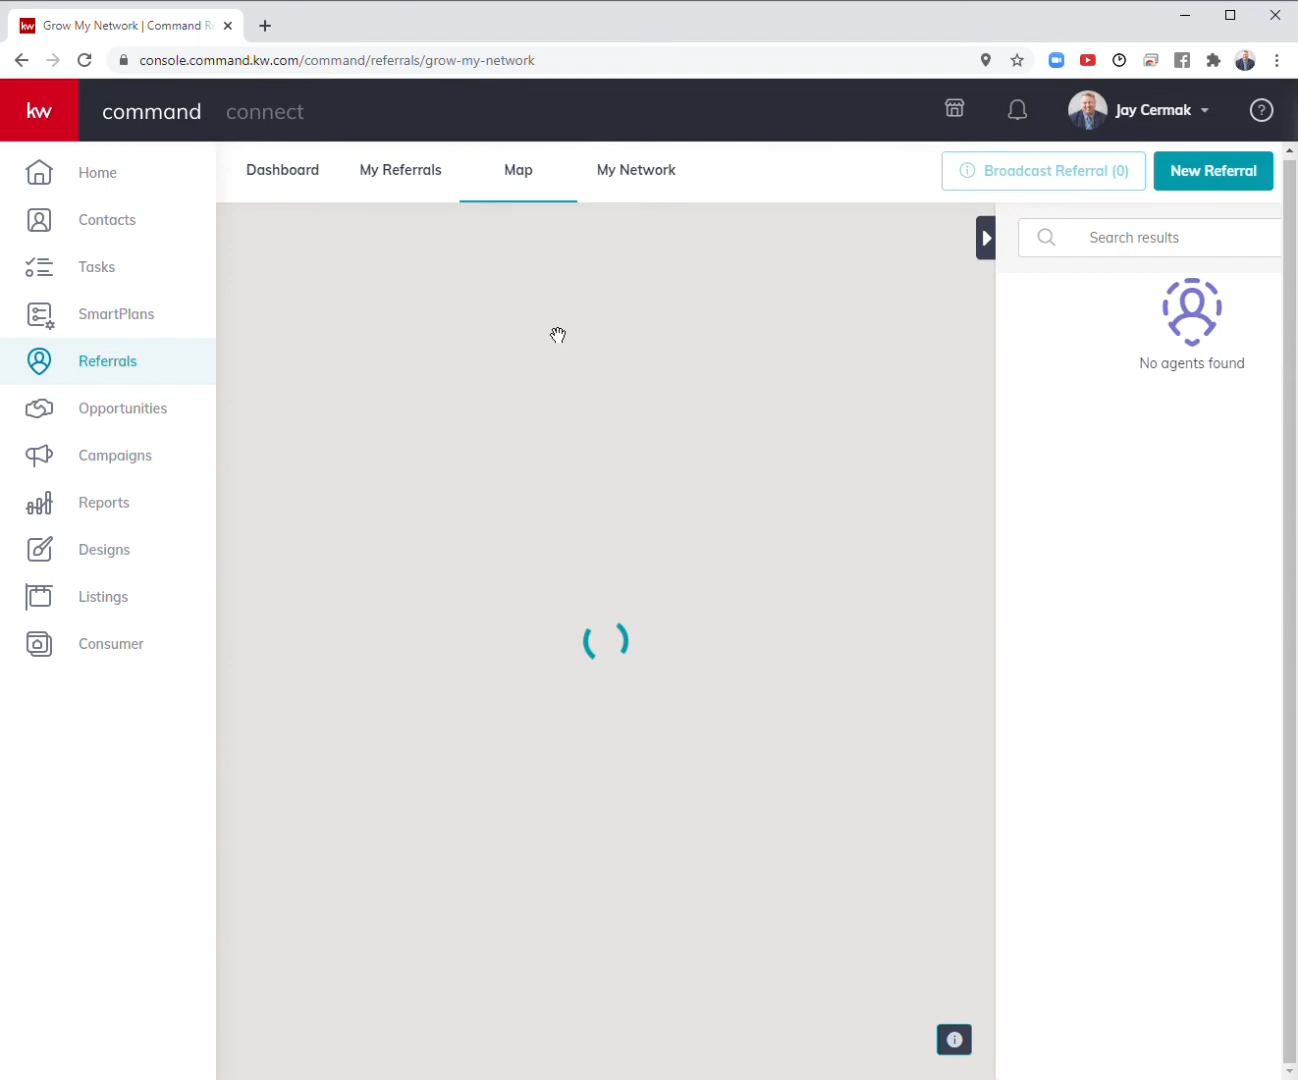 Grow My Network | Command R
console.command.kw.com/command/referrals/grow-my-network
kw
command
connect
Jay Cermak
Home
Contacts
Tasks
SmartPlans
Referrals
Opportunities
Campaigns
Reports
Designs
Listings
Consumer
Dashboard
My Referrals
Map
My Network
Broadcast Referral (0)
New Referral
Search results
No agents found